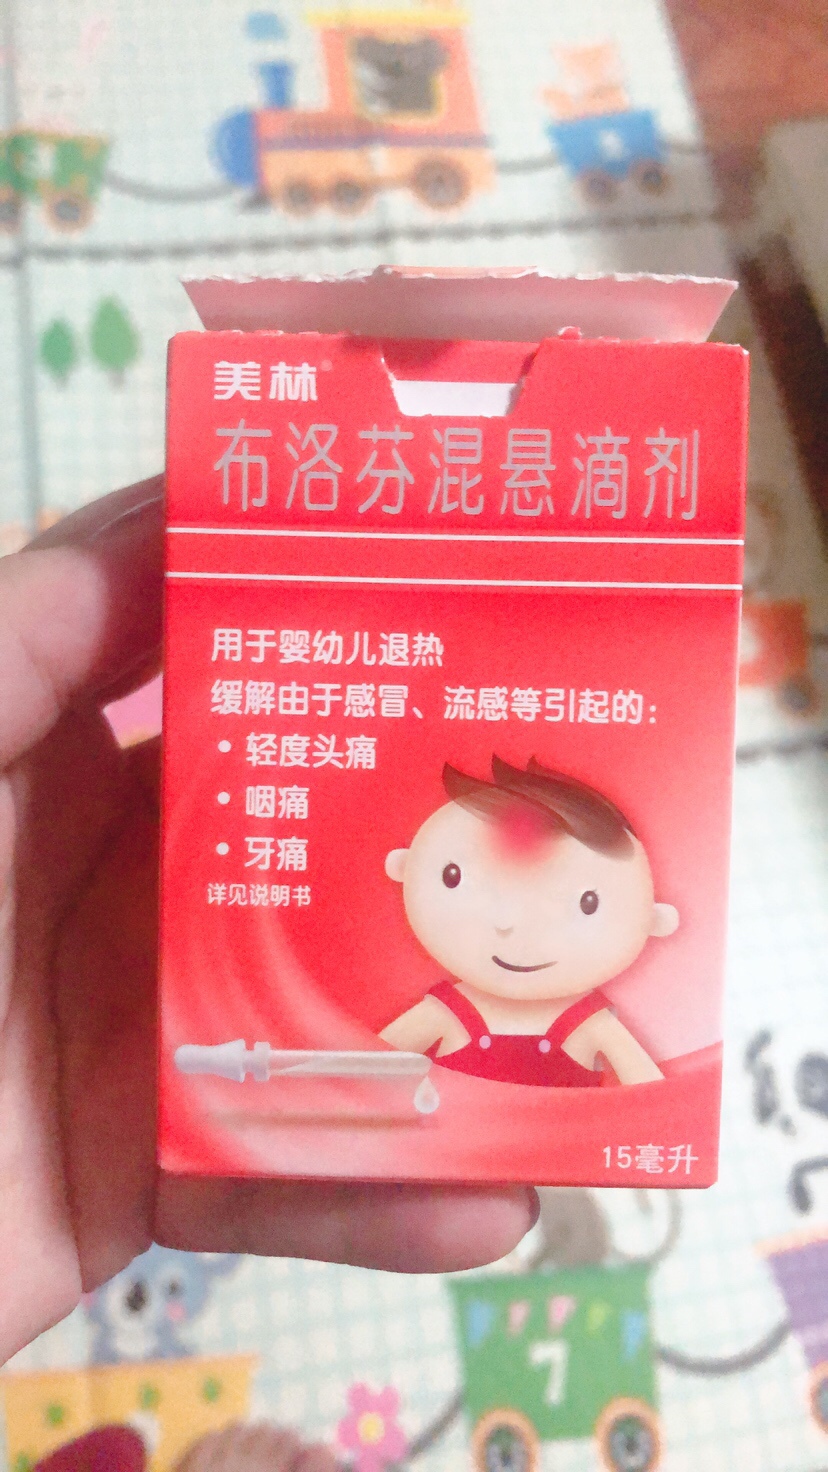 美林®
布洛芬混悬滴剂
用于婴幼儿退热
缓解由于感冒、流感等引起的:
• 轻度头痛
• 咽痛
• 牙痛
详见说明书
15毫升
7